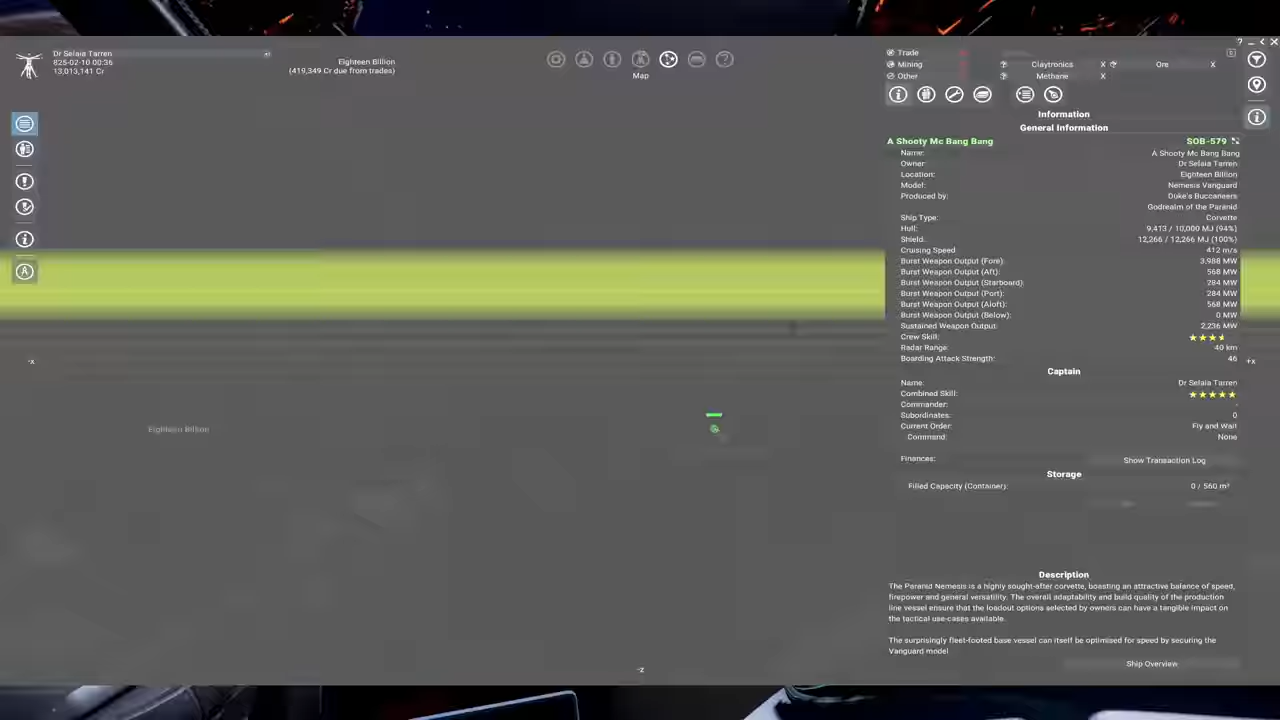 Dr Selaia Tarren
825-02-10 00:36
13,013,141 Cr
Eighteen Billion
(419,349 Cr due from trades)
Map
? _ < X
Trade
Mining
Claytronics X
Ore X
Other
Methane X
Information
General Information
A Shooty Mc Bang Bang SOB-579
Name: A Shooty Mc Bang Bang
Owner: Dr Selaia Tarren
Location: Eighteen Billion
Model: Nemesis Vanguard
Produced by: Duke's Buccaneers
Godrealm of the Paranid
Ship Type: Corvette
Hull: 9,413 / 10,000 MJ (94%)
Shield: 12,266 / 12,266 MJ (100%)
Cruising Speed 412 m/s
Burst Weapon Output (Fore): 3,988 MW
Burst Weapon Output (Aft): 568 MW
Burst Weapon Output (Starboard): 284 MW
Burst Weapon Output (Port): 284 MW
Burst Weapon Output (Aloft): 568 MW
Burst Weapon Output (Below): 0 MW
Sustained Weapon Output: 2,236 MW
Crew Skill:
Radar Range: 40 km
Boarding Attack Strength: 46
Captain
Name: Dr Selaia Tarren
Combined Skill: ★★★★★
Commander: -
Subordinates: 0
Current Order: Fly and Wait
Command: None
Finances: Show Transaction Log
Storage
Filled Capacity (Container): 0 / 560 m³
Description
The Paranid Nemesis is a highly sought-after corvette, boasting an attractive balance of speed,
firepower and general versatility. The overall adaptability and build quality of the production
line vessel ensure that the loadout options selected by owners can have a tangible impact on
the tactical use-cases available.
The surprisingly fleet-footed base vessel can itself be optimised for speed by securing the
Vanguard model
Ship Overview
-X
+X
Eighteen Billion
-Z